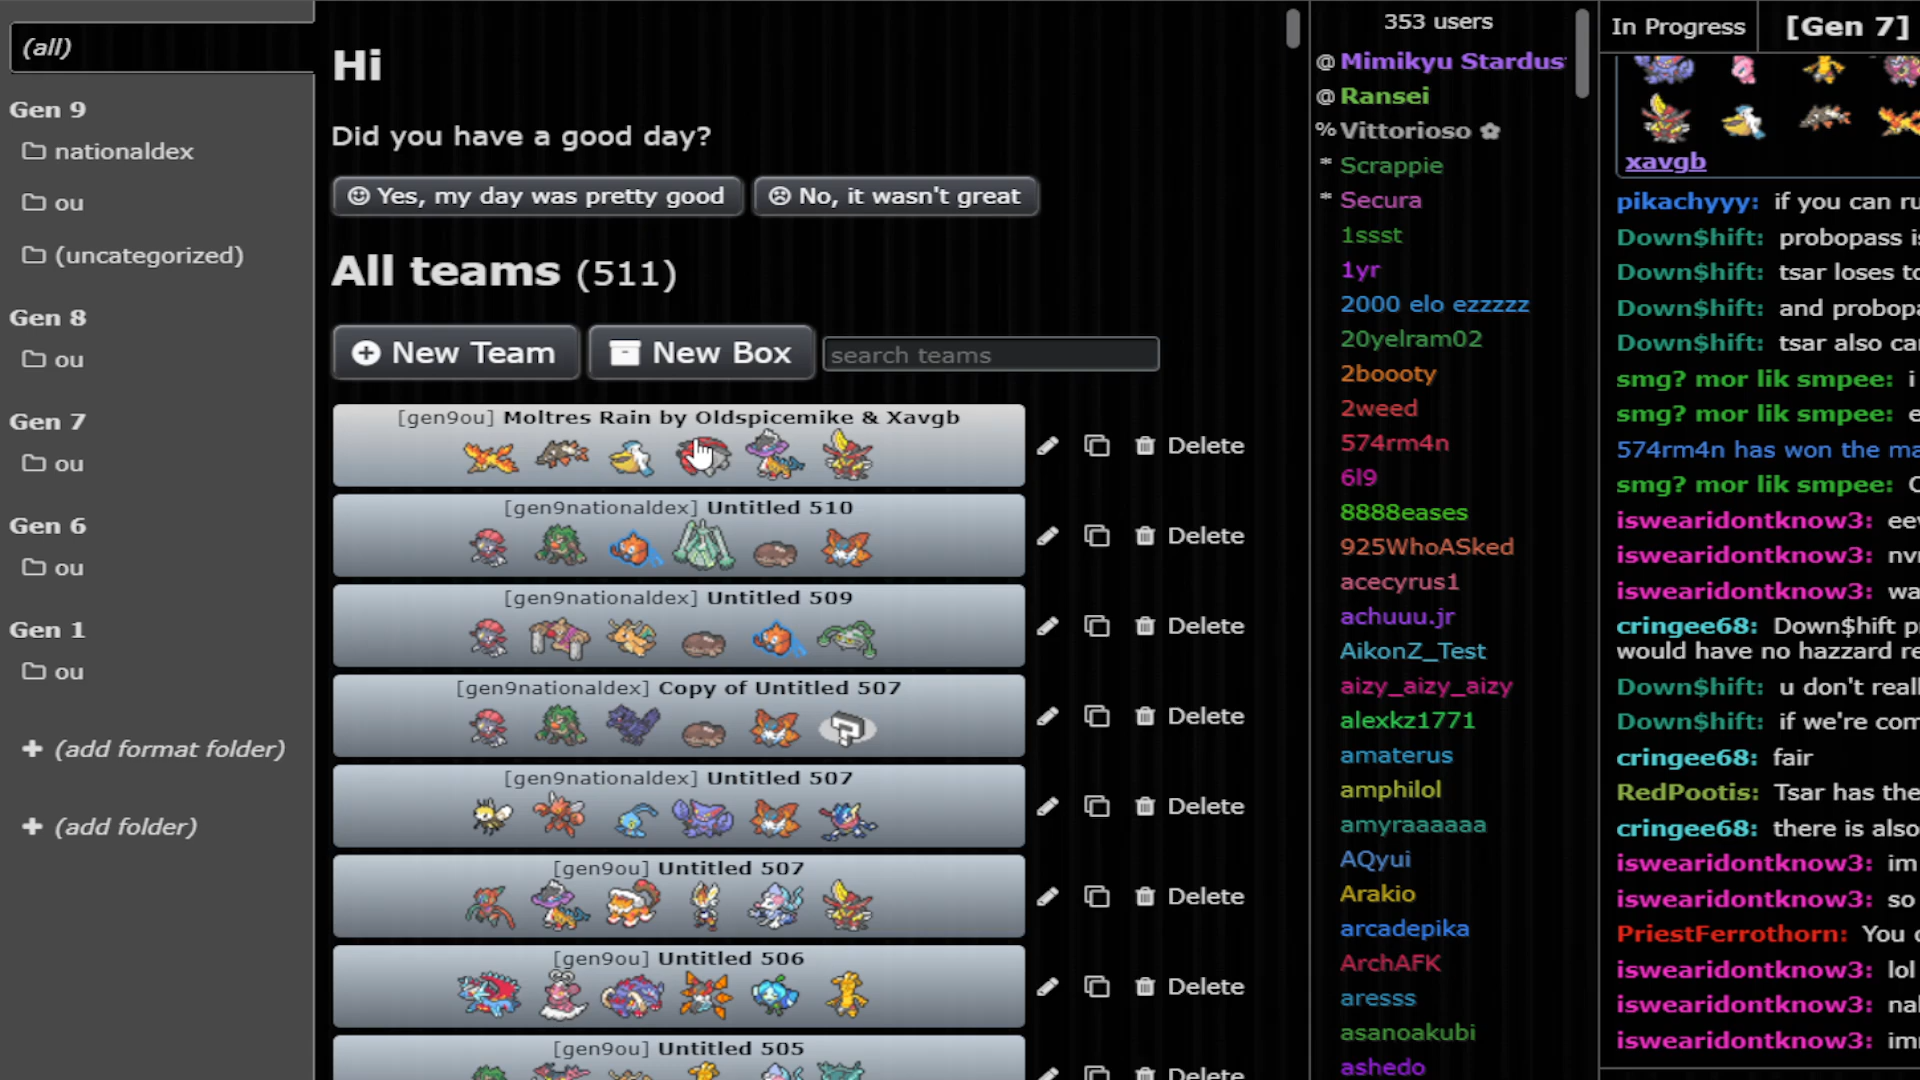 (all)
Gen 9
nationaldex
ou
(uncategorized)
Gen 8
ou
Gen 7
ou
Gen 6
ou
Gen 1
ou
(add format folder)
(add folder)
Hi
Did you have a good day?
Yes, my day was pretty good
No, it wasn't great
All teams (511)
New Team
New Box
search teams
[gen9ou] Moltres Rain by Oldspicemike & Xavgb
Delete
[gen9nationaldex] Untitled 510
Delete
[gen9nationaldex] Untitled 509
Delete
[gen9nationaldex] Copy of Untitled 507
Delete
[gen9nationaldex] Untitled 507
Delete
[gen9ou] Untitled 507
Delete
[gen9ou] Untitled 506
Delete
[gen9ou] Untitled 505
Delete
353 users
@Mimikyu Stardus
@Ransei
%Vittorioso ✿
* Scrappie
* Secura
1ssst
1yr
2000 elo ezzzzz
20yelram02
2boooty
2weed
574rm4n
6l9
8888eases
925WhoASked
acecyrus1
achuuu.jr
AikonZ_Test
aizy_aizy_aizy
alexkz1771
amaterus
amphilol
amyraaaaaa
AQyui
Arakio
arcadepika
ArchAFK
aresss
asanoakubi
ashedo
In Progress
[Gen 7]
xavgb
pikachyyy: if you can ru
Down$hift: probopass is
Down$hift: tsar loses to
Down$hift: and probopa
Down$hift: tsar also can
smg? mor lik smpee: i
smg? mor lik smpee: e
574rm4n has won the ma
smg? mor lik smpee:
iswearidontknow3: eev
iswearidontknow3: nvn
iswearidontknow3: wa
cringee68: Down$hift p
would have no hazzard re
Down$hift: u don't reall
Down$hift: if we're com
cringee68: fair
RedPootis: Tsar has the
cringee68: there is also
iswearidontknow3: im
iswearidontknow3: so
PriestFerrothorn: You
iswearidontknow3: lol
iswearidontknow3: nal
iswearidontknow3: im